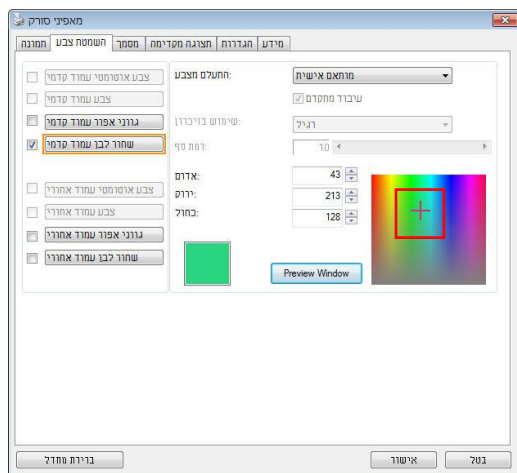 מאפייני סורק
תמונה
השמטת צבע
מסמך
תצוגה מקדימה
הגדרות
מידע
צבע אוטומטי עמוד קדמי
צבע עמוד קדמי
גווני אפור עמוד קדמי
שחור לבן עמוד קדמי
צבע אוטומטי עמוד אחורי
צבע עמוד אחורי
גווני אפור עמוד אחורי
שחור לבן עמוד אחורי
התעלם מצבע:
מותאם אישית
עיבוד מתקדם
שימוש בזיכרון:
רגיל
רמת סף:
10
אדום:
43
ירוק:
213
כחול:
128
Preview Window
ברירת מחדל
אישור
בטל